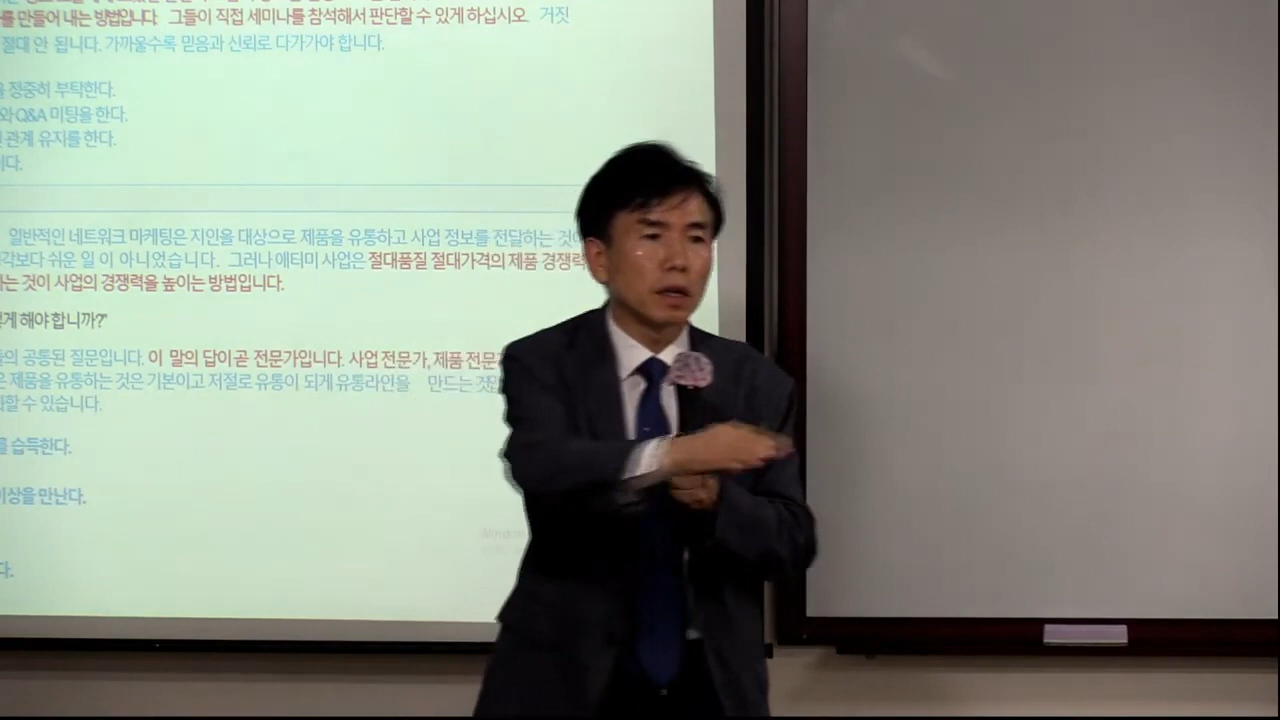 를 만들어 내는 방법입니다. 그들이 직접 세미나를 참석해서 판단할 수 있게 하십시오. 거짓
절대 안 됩니다. 가까울수록 믿음과 신뢰로 다가가야 합니다.
정중히 부탁한다.
와 Q&A 미팅을 한다.
관계 유지를 한다.
이다.
일반적인 네트워크 마케팅은 지인을 대상으로 제품을 유통하고 사업 정보를 전달하는
각보다 쉬운 일이 아니었습니다. 그러나 애터미 사업은 절대품질 절대가격의 제품 경쟁력
하는 것이 사업의 경쟁력을 높이는 방법입니다.
게 해야 합니까?"
들의 공통된 질문입니다. 이 말의 답이 곧 전문가입니다. 사업 전문가, 제품 전문
은 제품을 유통하는 것은 기본이고 저절로 유통이 되게 유통라인을 만드는
할 수 있습니다.
를 습득한다.
이상을 만난다.
다.